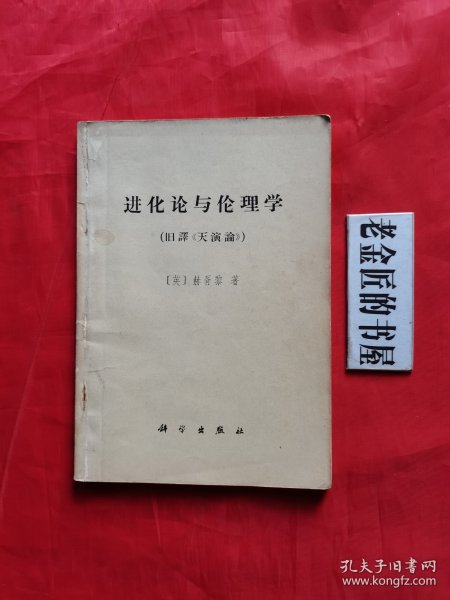 进化论与伦理学
(旧譯《天演論》)
〔英〕赫胥黎 著
科学出版社
老金匠的书屋
孔夫子旧书网
www.kongfz.com